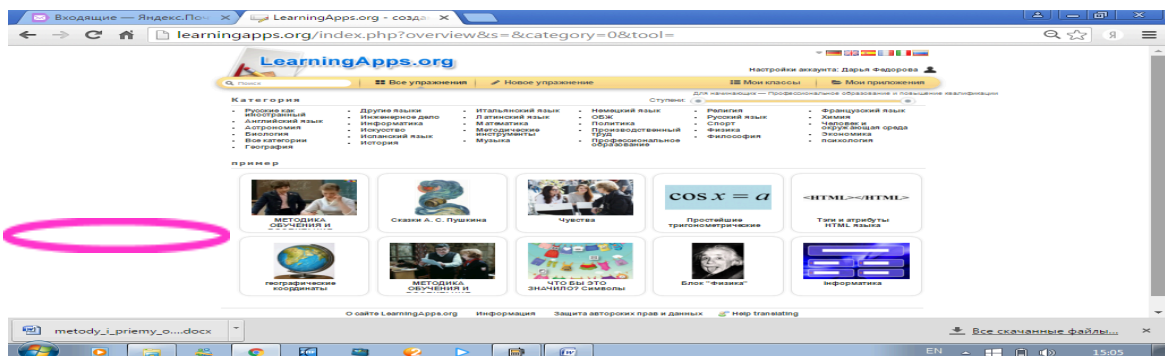 Входящие — Яндекс.Поч
LearningApps.org - созда
learningapps.org/index.php?overview&s=&category=0&tool=
LearningApps.org
Настройки аккаунта: Дарья Федорова
Поиск
Все упражнения
Новое упражнение
Мои классы
Мои приложения
Для начинающих — Профессиональное образование и повышение квалификации
Категория
Ступени:
Русский как иностранный
Английский язык
Астрономия
Биология
Все категории
География
Другие языки
Инженерное дело
Информатика
Искусство
Испанский язык
История
Итальянский язык
Латинский язык
Математика
Методические инструменты
Музыка
Немецкий язык
ОБЖ
Политика
Производственный труд
Профессиональное образование
Религия
Русский язык
Спорт
Физика
Философия
Французский язык
Химия
Человек и окружающая среда
Экономика
психология
пример
МЕТОДИКА
ОБУЧЕНИЯ И
Сказки А. С. Пушкина
Чувства
cos x = a
Простейшие
тригонометрические
<HTML></HTML>
Тэги и атрибуты
HTML языка
географические
координаты
МЕТОДИКА
ОБУЧЕНИЯ И
ЧТО БЫ ЭТО
ЗНАЧИЛО? Символы
Блок "Физика"
Информатика
О сайте LearningApps.org
Информация
Защита авторских прав и данных
Help translating
metody_i_priemy_o....docx
Все скачанные файлы...
EN
15:05